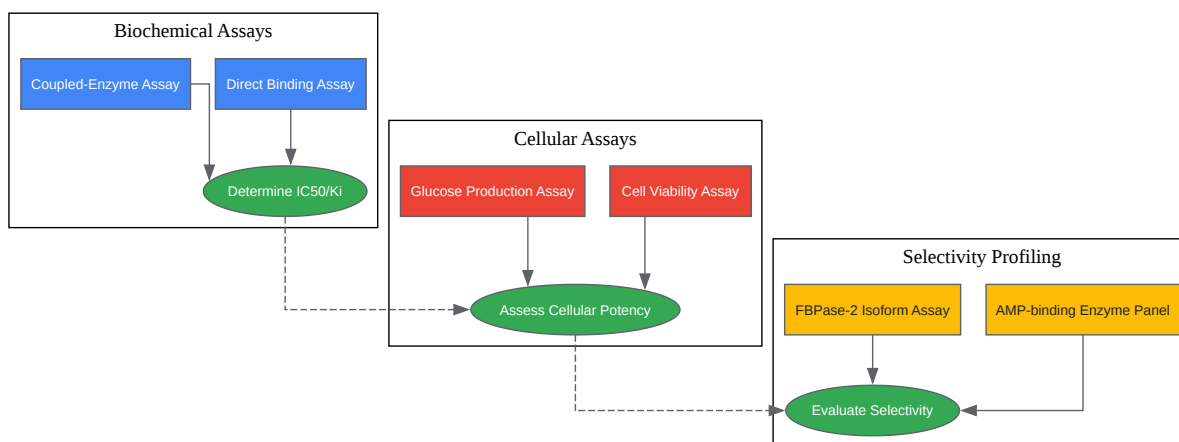 Biochemical Assays
Coupled-Enzyme Assay
Direct Binding Assay
Determine IC50/Ki
Cellular Assays
Glucose Production Assay
Cell Viability Assay
Assess Cellular Potency
Selectivity Profiling
FBPase-2 Isoform Assay
AMP-binding Enzyme Panel
Evaluate Selectivity